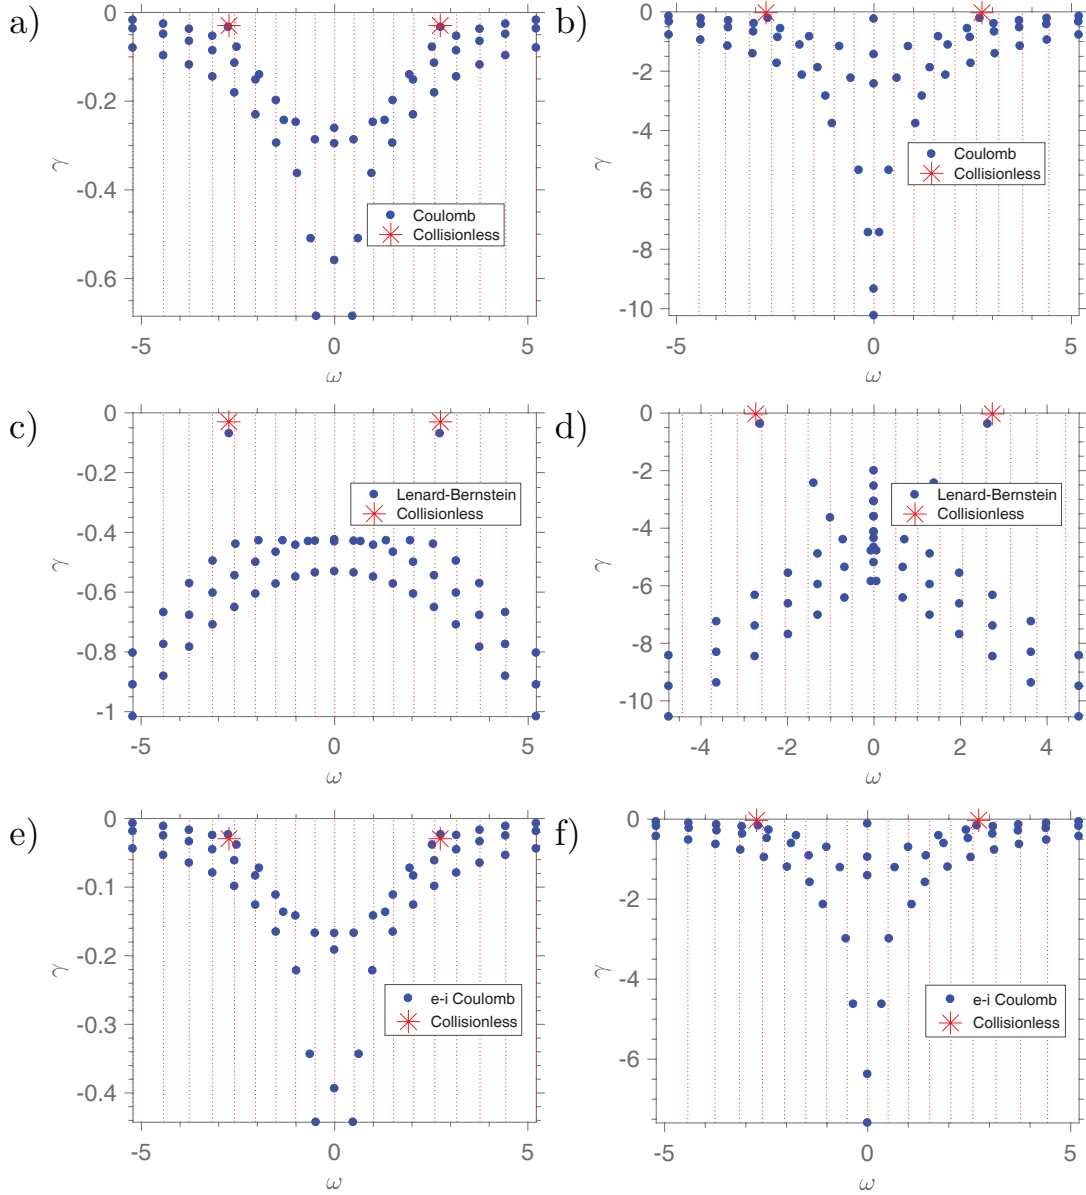 a)
0
-0.2
-0.4
-0.6
γ
Coulomb
Collisionless
-5
0
5
ω
b)
0
-2
-4
-6
-8
-10
γ
Coulomb
Collisionless
-5
0
5
ω
c)
0
-0.2
-0.4
-0.6
-0.8
-1
γ
Lenard-Bernstein
Collisionless
-5
0
5
ω
d)
0
-2
-4
-6
-8
-10
γ
Lenard-Bernstein
Collisionless
-4
-2
0
2
4
ω
e)
0
-0.1
-0.2
-0.3
-0.4
γ
e-i Coulomb
Collisionless
-5
0
5
ω
f)
0
-2
-4
-6
γ
e-i Coulomb
Collisionless
-5
0
5
ω